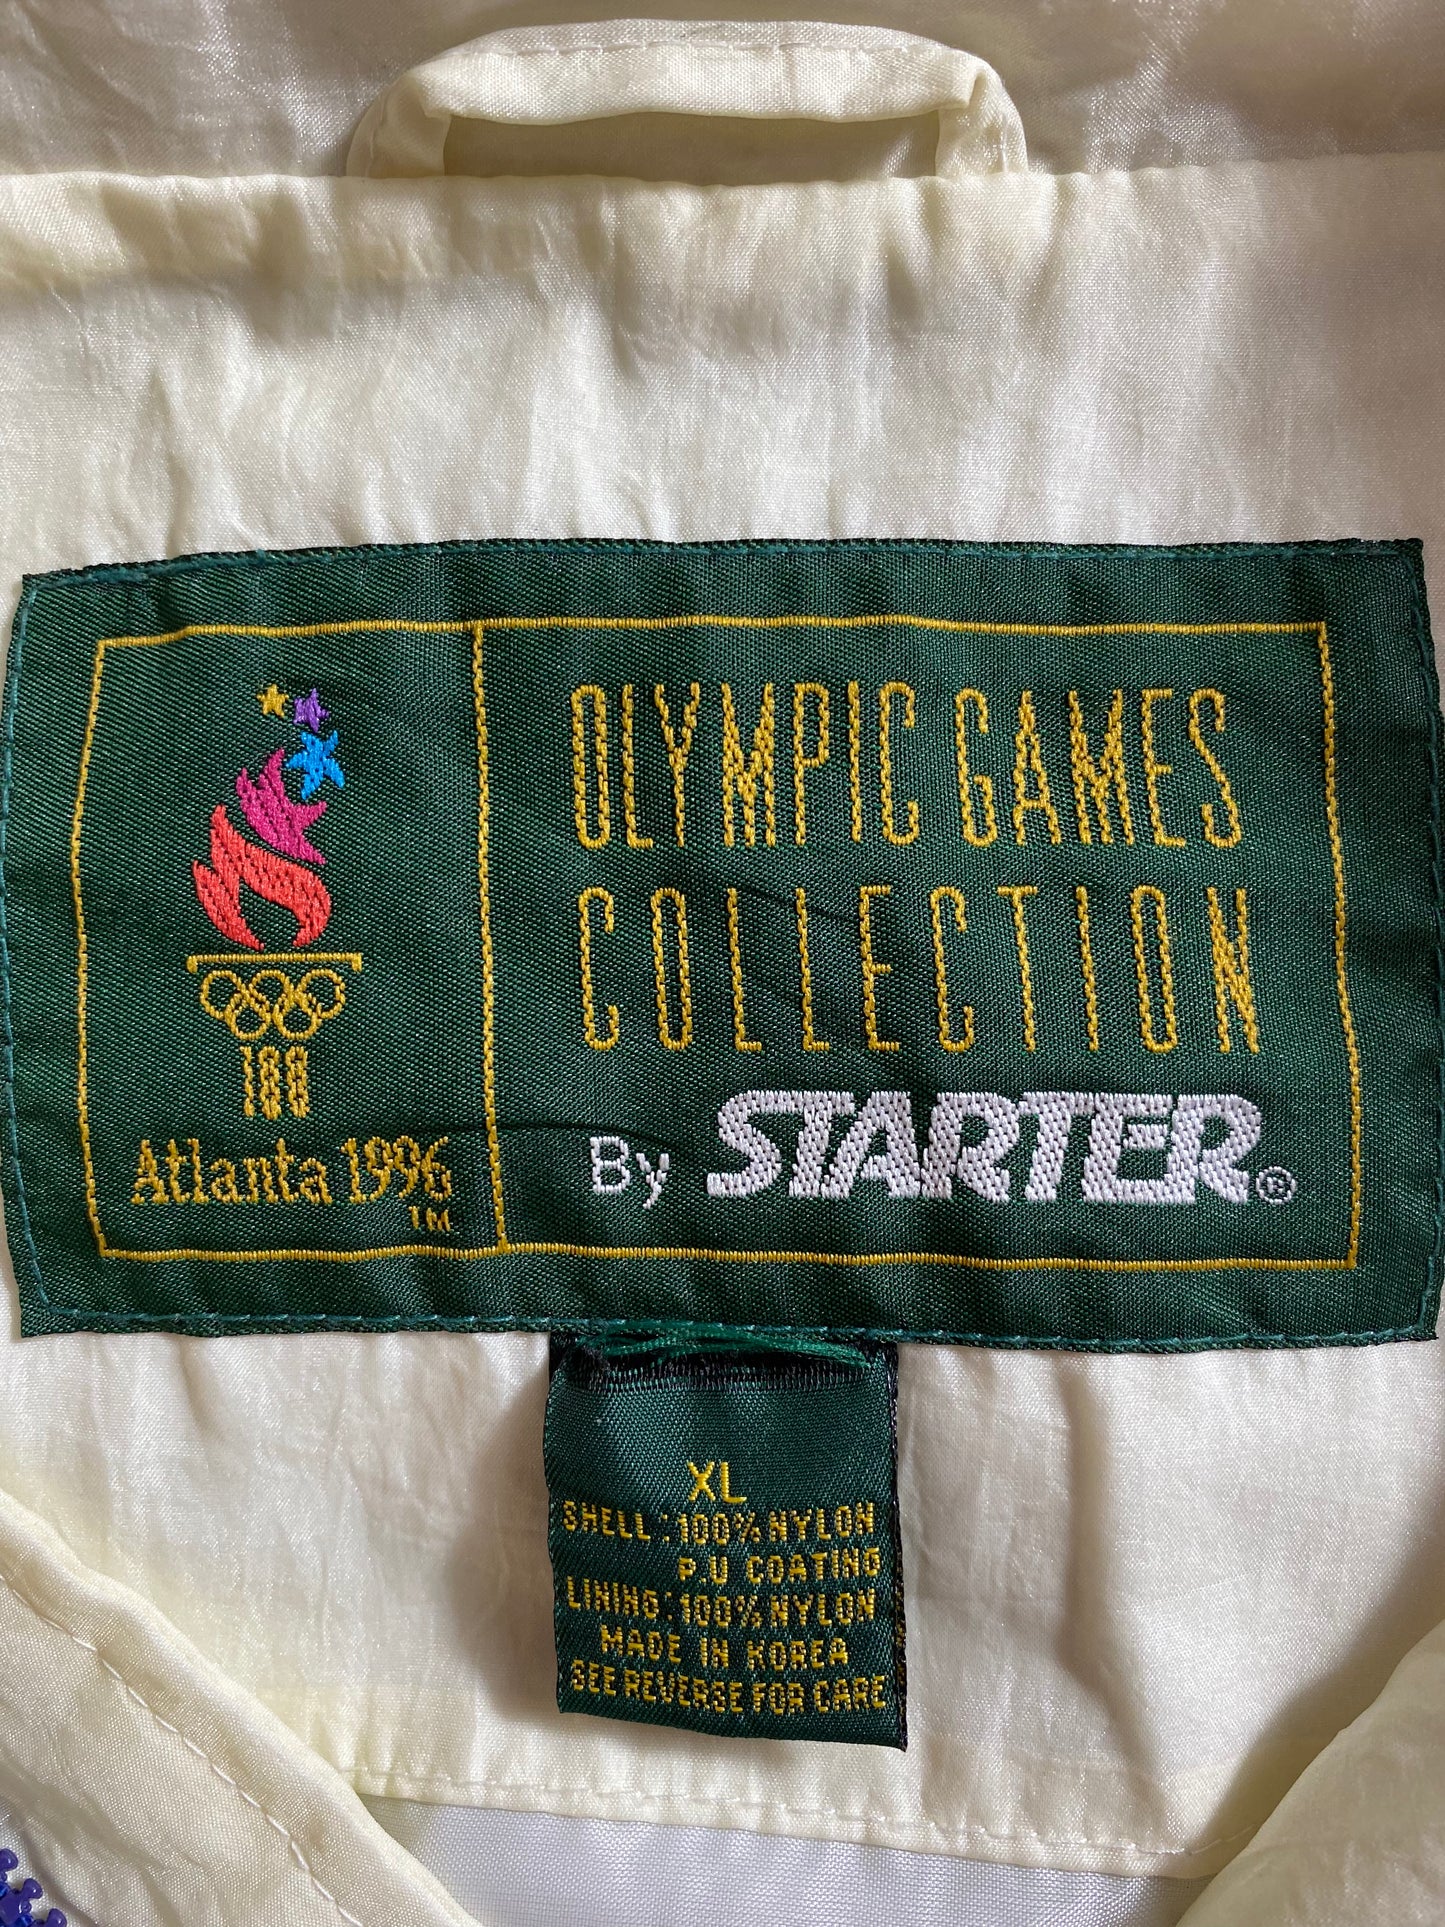 OLYMPIC GAMES
COLLECTION
By STARTER®
100
Atlanta 1996
TM
XL
SHELL:100%NYLON
P.U COATING
LINING:100%NYLON
MADE IN KOREA
SEE REVERSE FOR CARE